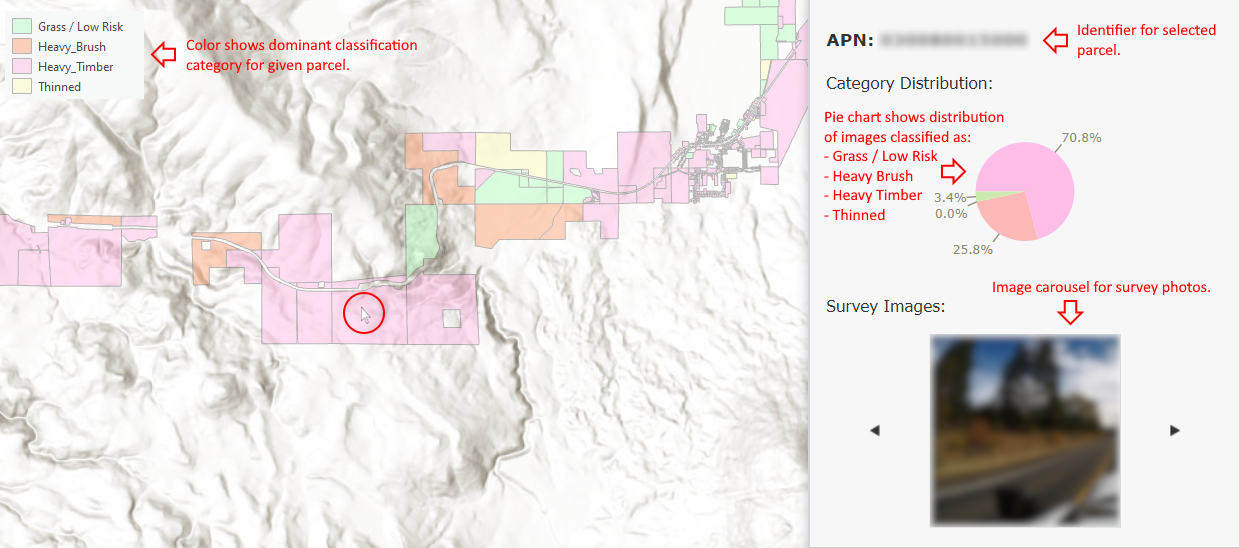 Grass / Low Risk
Heavy_Brush
Heavy_Timber
Thinned
Color shows dominant classification
category for given parcel.
APN:
Identifier for selected
parcel.
Category Distribution:
Pie chart shows distribution
of images classified as:
- Grass / Low Risk
- Heavy Brush
- Heavy Timber
- Thinned
70.8%
3.4%
0.0%
25.8%
Image carousel for survey photos.
Survey Images: